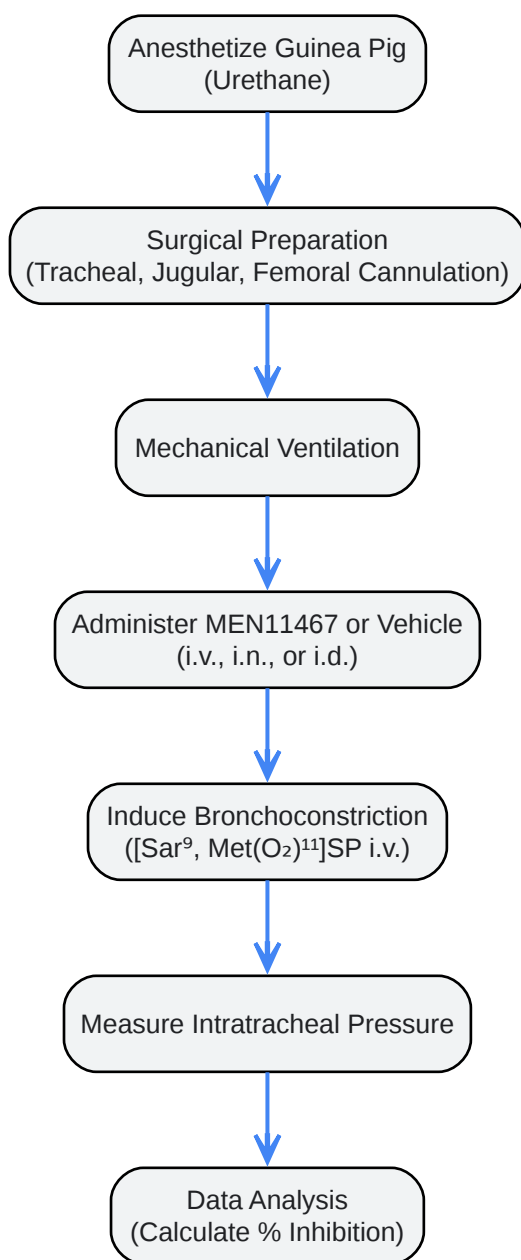 Anesthetize Guinea Pig
(Urethane)
Surgical Preparation
(Tracheal, Jugular, Femoral Cannulation)
Mechanical Ventilation
Administer MEN11467 or Vehicle
(i.v., i.n., or i.d.)
Induce Bronchoconstriction
([Sar⁹, Met(O₂)¹¹]SP i.v.)
Measure Intratracheal Pressure
Data Analysis
(Calculate % Inhibition)